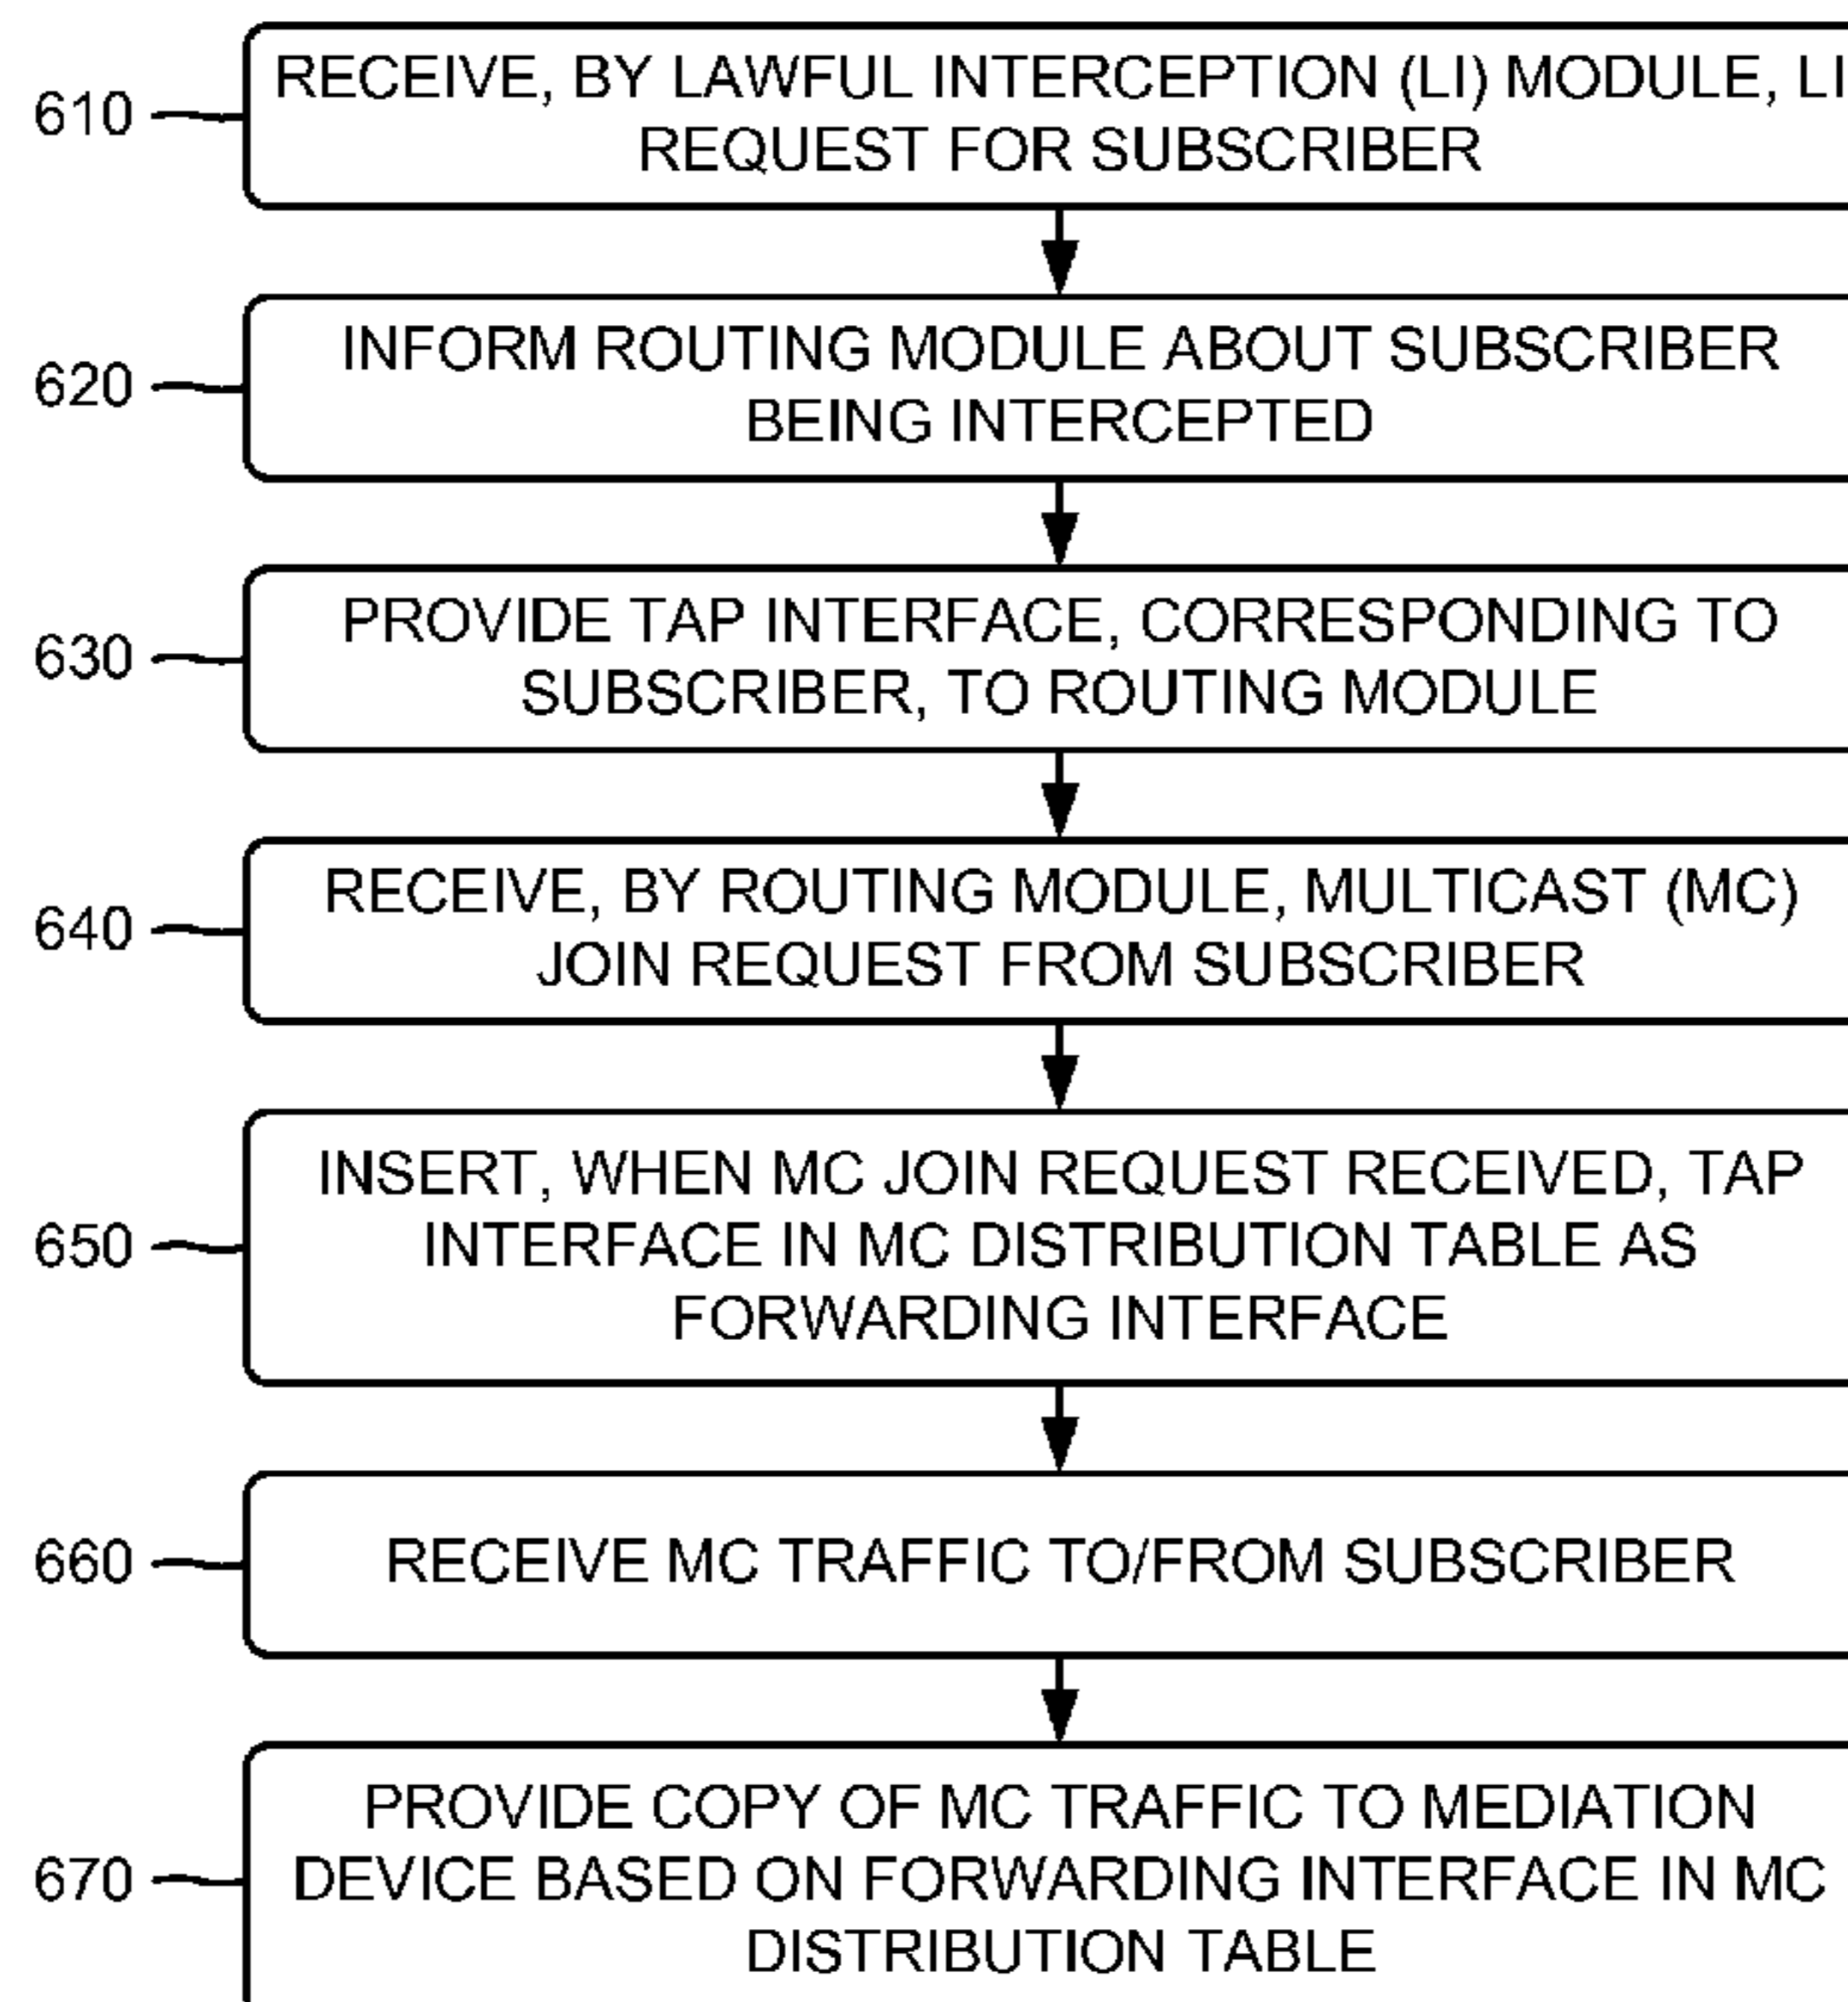 610
RECEIVE, BY LAWFUL INTERCEPTION (LI) MODULE, LI
REQUEST FOR SUBSCRIBER
620
INFORM ROUTING MODULE ABOUT SUBSCRIBER
BEING INTERCEPTED
630
PROVIDE TAP INTERFACE, CORRESPONDING TO
SUBSCRIBER, TO ROUTING MODULE
640
RECEIVE, BY ROUTING MODULE, MULTICAST (MC)
JOIN REQUEST FROM SUBSCRIBER
650
INSERT, WHEN MC JOIN REQUEST RECEIVED, TAP
INTERFACE IN MC DISTRIBUTION TABLE AS
FORWARDING INTERFACE
660
RECEIVE MC TRAFFIC TO/FROM SUBSCRIBER
670
PROVIDE COPY OF MC TRAFFIC TO MEDIATION
DEVICE BASED ON FORWARDING INTERFACE IN MC
DISTRIBUTION TABLE